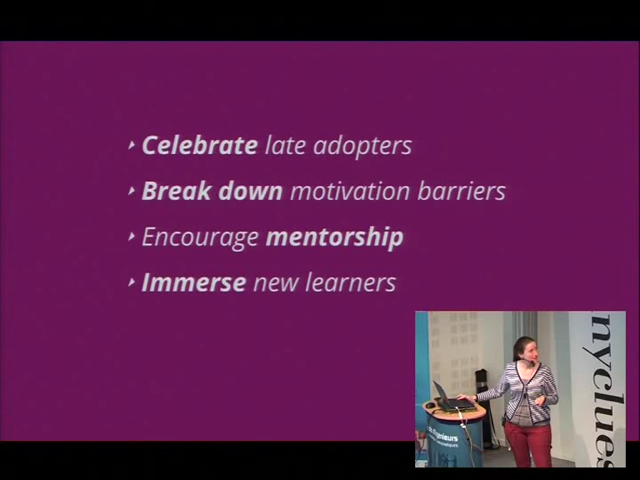 Celebrate late adopters
Break down motivation barriers
Encourage mentorship
Immerse new learners
nyclues